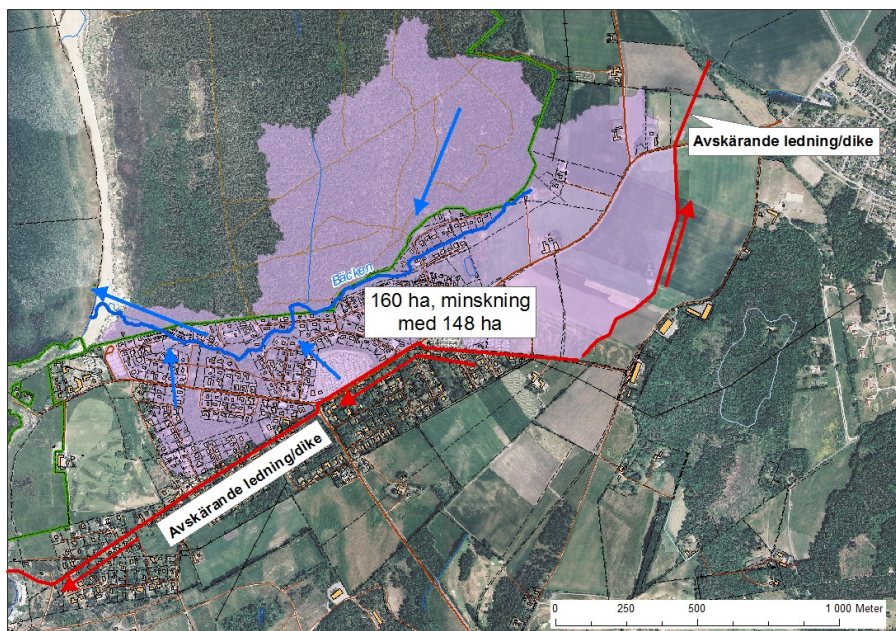 Avskärande ledning/dike
Bäcken
160 ha, minskning
med 148 ha
Avskärande ledning/dike
0 250 500 1 000 Meter